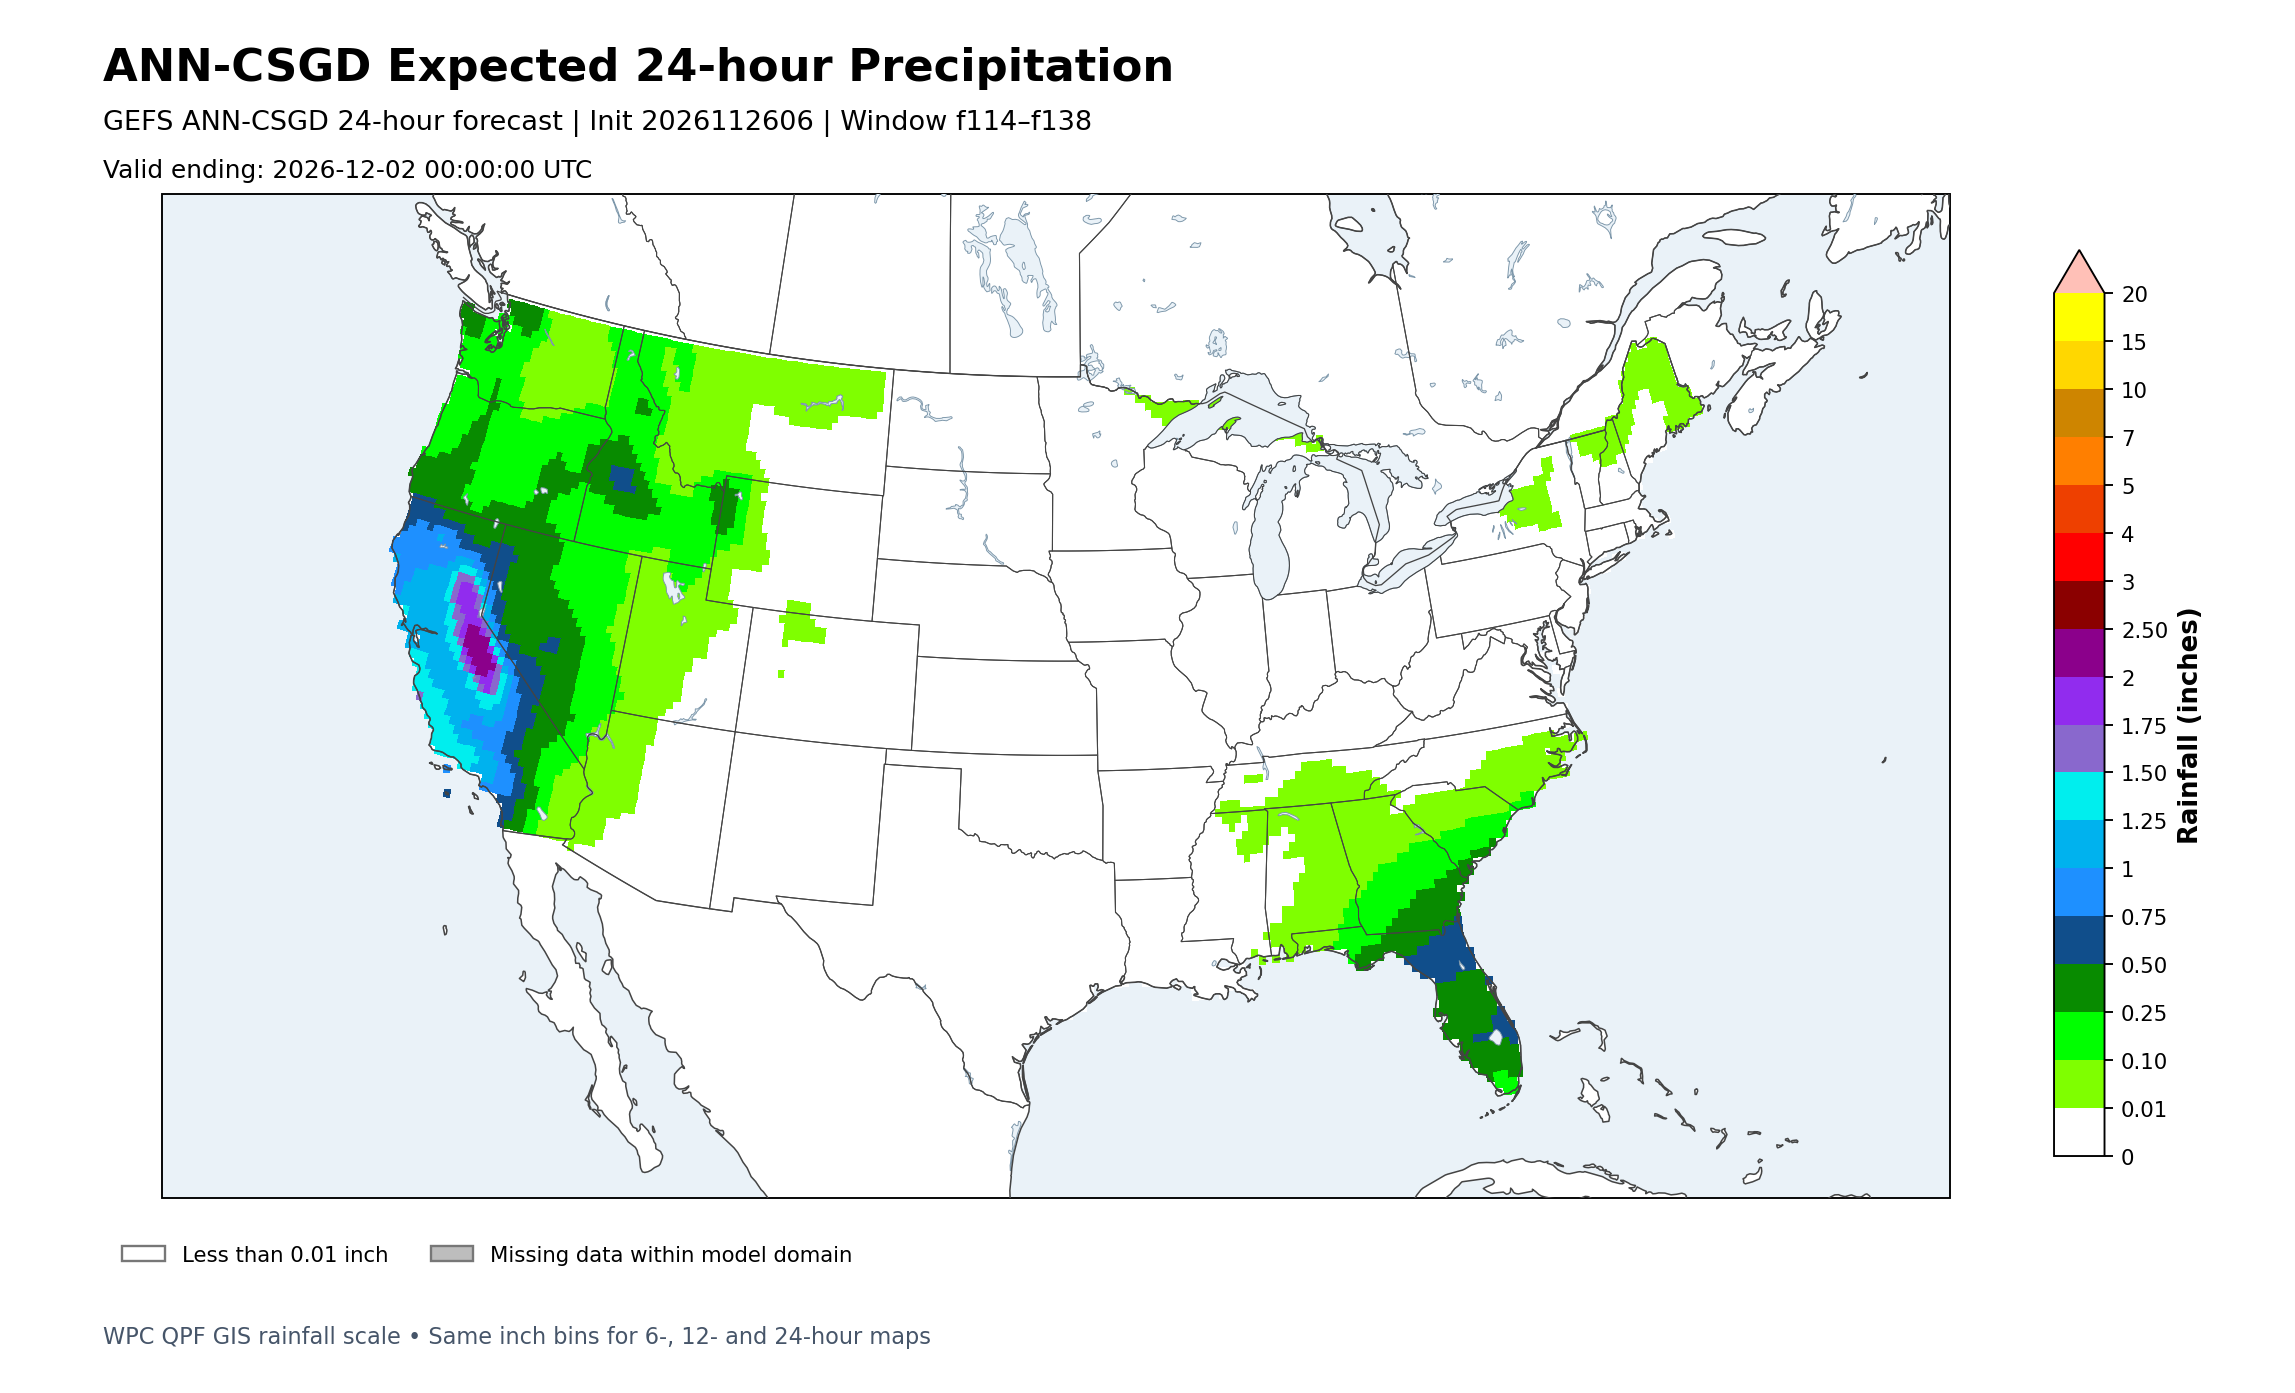 ANN-CSGD Expected 24-hour Precipitation
GEFS ANN-CSGD 24-hour forecast | Init 2026112606 | Window f114–f138
Valid ending: 2026-12-02 00:00:00 UTC
20
15
10
7
5
4
3
2.50
2
1.75
1.50
1.25
1
0.75
0.50
0.25
0.10
0.01
0
Rainfall (inches)
Less than 0.01 inch
Missing data within model domain
WPC QPF GIS rainfall scale • Same inch bins for 6-, 12- and 24-hour maps